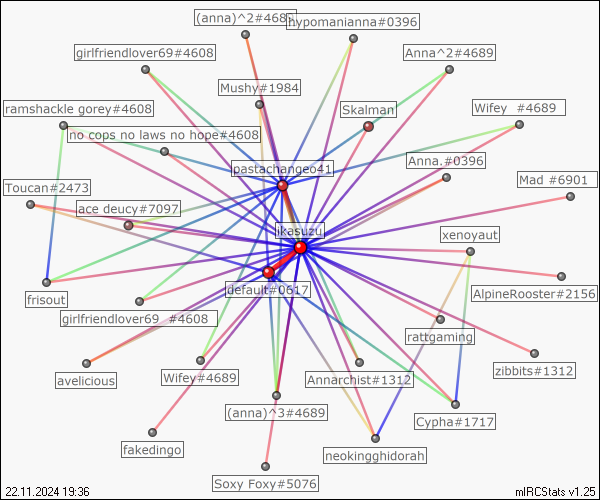 (anna)^2#4689
hypomanianna#0396
girlfriendlover69#4608
Anna^2#4689
Mushy#1984
ramshackle gorey#4608
Skalman
Wifey #4689
no cops no laws no hope#4608
pastachange041
Anna.#0396
Toucan#2473
Mad #6901
ace deucy#7097
ikasuzu
xenoyaut
frisout
default#0617
AlpineRooster#2156
girlfriendlover69 #4608
rattgaming
zibbits#1312
avelicious
Wifey#4689
Annarchist#1312
(anna)^3#4689
Cypha#1717
fakedingo
neokingghidorah
Soxy Foxy#5076
22.11.2024 19:36
mIRCStats v1.25